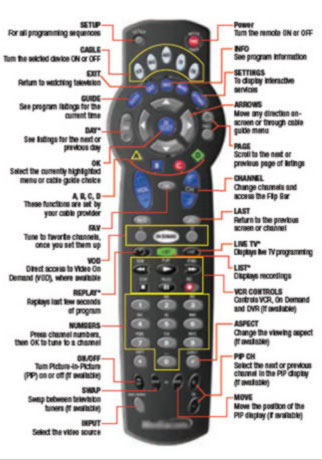 SETUP
For all programming sequences
CABLE
Turn the selcted device ON or OFF
EXIT
Return to watching television
GUIDE
See program listings for the
current time
DAY*
See listings for the next or
previous day
OK
Select the currently highlighted
menu or cable guide choice
A, B, C, D
These functions are set by
your cable provider
FAV
Tune to favorite channels,
once you set them up
VOD
Direct access to Video On
Demand (VOD), where available
REPLAY*
Replays last few seconds
of program
NUMBERS
Press channel numbers,
then OK to tune to a channel
ON/OFF
Turn Picture-in-Picture
(PIP) on or off (if available)
SWAP
Swap between television
tuners (if available)
INPUT
Select the video source
Power
Turn the remote ON or OFF
INFO
See program information
SETTINGS
To display interactive
services
ARROWS
Move any direction on-
screen or through cable
guide menu
PAGE
Scroll to the next or
previous page of listings
CHANNEL
Change channels and
access the Flip Bar
LAST
Return to the previous
screen or channel
LIVE TV*
Displays live TV programming
LIST*
Displays recordings
VCR CONTROLS
Controls VCR, On Demand
and DVR (if available)
ASPECT
Change the viewing aspect
(if available)
PIP CH
Select the next or previous
channel in the PIP display
(if available)
MOVE
Move the position of the
PIP display (if available)
VOL
CH
B
C
Mediacom